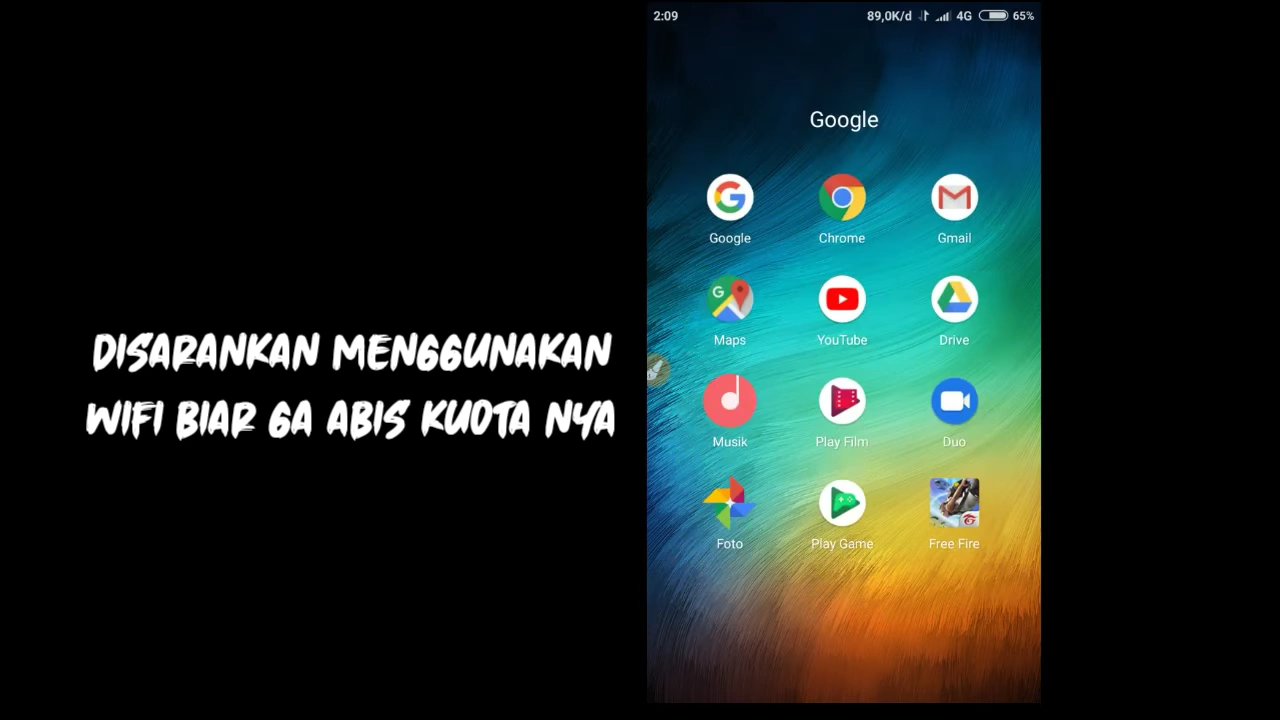 2:09 89,0K/d 4G 65%
Google
Google Chrome Gmail
Maps YouTube Drive
DISARANKAN MENGGUNAKAN
WIFI BIAR GA ABIS KUOTA NYA
Musik Play Film Duo
Foto Play Game Free Fire